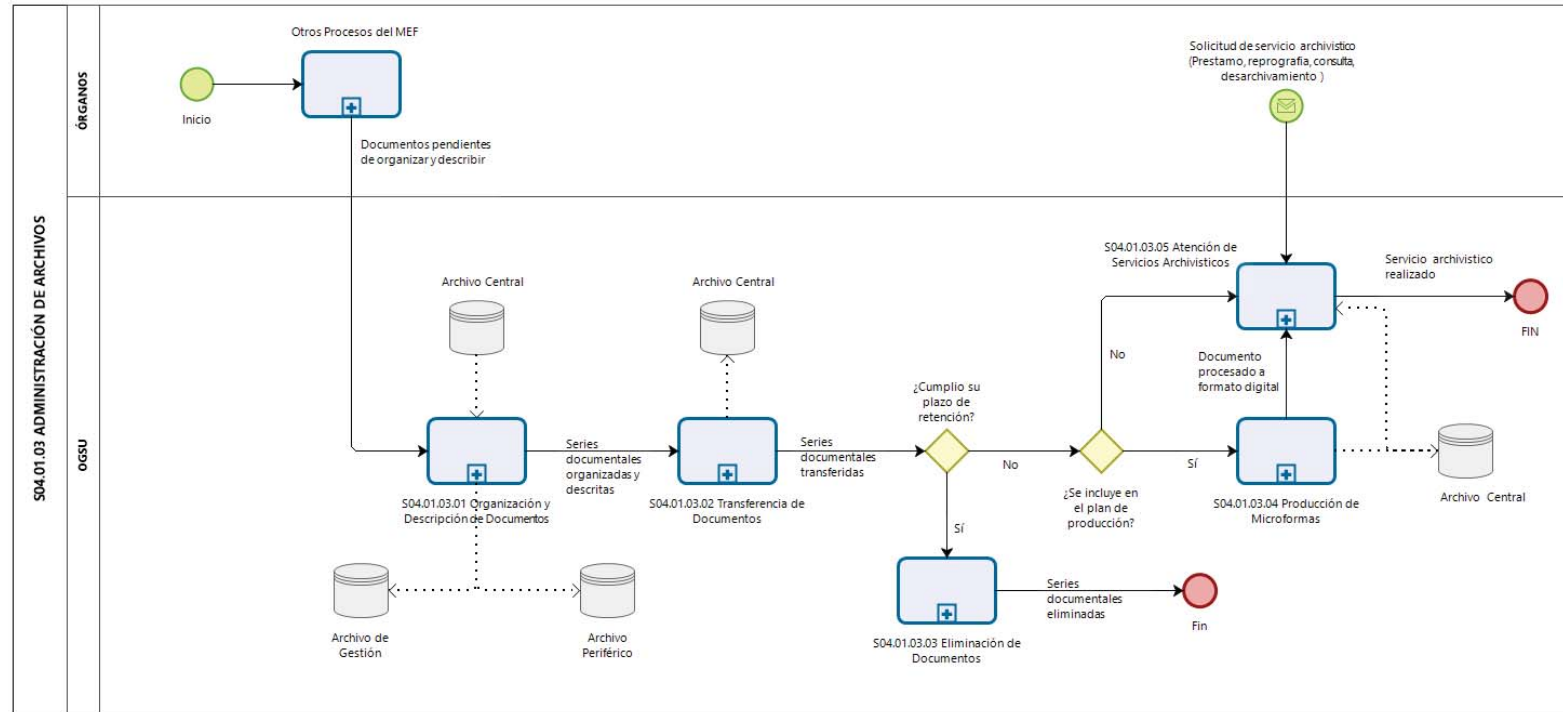 S04.01.03 ADMINISTRACIÓN DE ARCHIVOS
ÓRGANOS
Otros Procesos del MEF
Inicio
Documentos pendientes
de organizar y describir
Solicitud de servicio archivistico
(Prestamo, reprografia, consulta,
desarchivamiento )
OGSU
Archivo Central
Archivo Central
S04.01.03.01 Organización y
Descripción de Documentos
Series
documentales
organizadas y
descritas
S04.01.03.02 Transferencia de
Documentos
Series
documentales
transferidas
¿Cumplio su
plazo de
retención?
No
Sí
¿Se incluye en
el plan de
producción?
No
Sí
S04.01.03.05 Atención de
Servicios Archivisticos
Servicio archivistico
realizado
FIN
Documento
procesado a
formato digital
S04.01.03.04 Producción de
Microformas
Archivo Central
Archivo de
Gestión
Archivo
Periférico
S04.01.03.03 Eliminación de
Documentos
Series
documentales
eliminadas
Fin